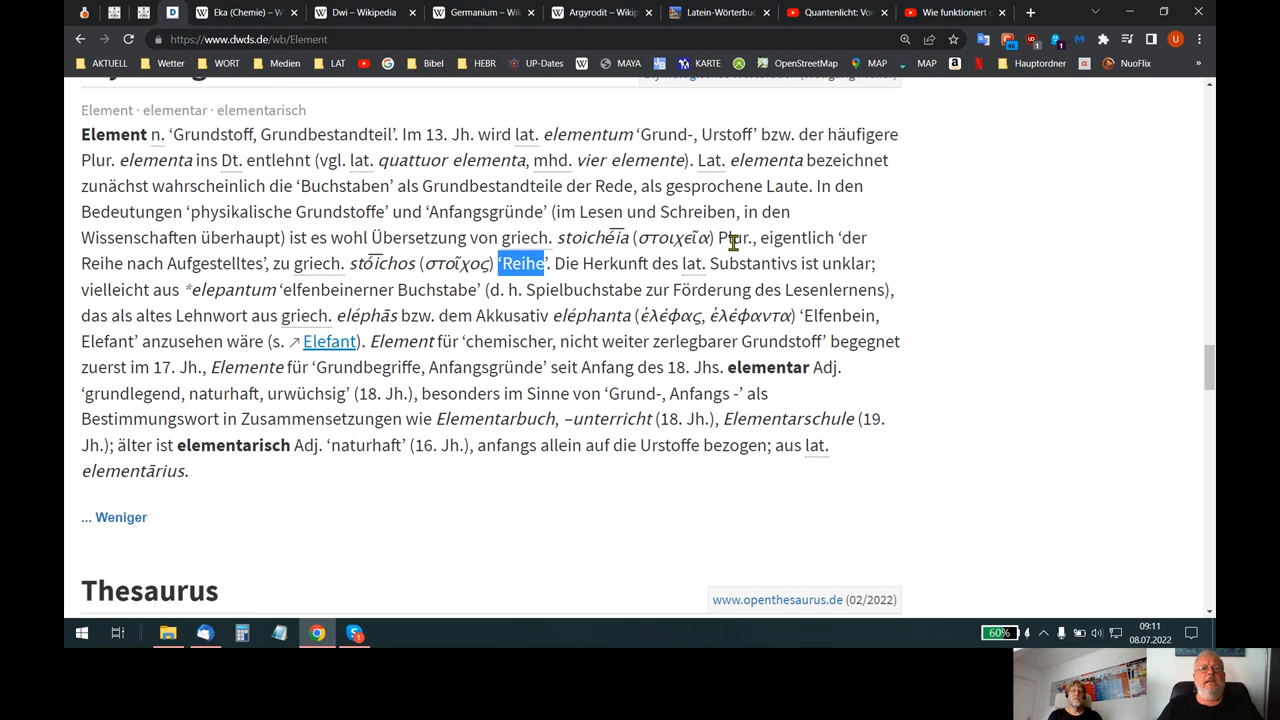 Eka (Chemie) – W
Dwi – Wikipedia
Germanium – Wiki
Argyrodit – Wikip
Latein-Wörterbuc
Quantenlicht: Vor
Wie funktioniert c
https://www.dwds.de/wb/Element
AKTUELL Wetter WORT Medien LAT Bibel HEBR UP-Dates MAYA KARTE OpenStreetMap MAP MAP Hauptordner NuoFlix
Element · elementar · elementarisch
Element n. ‘Grundstoff, Grundbestandteil’. Im 13. Jh. wird lat. elementum ‘Grund-, Urstoff’ bzw. der häufigere
Plur. elementa ins Dt. entlehnt (vgl. lat. quattuor elementa, mhd. vier elemente). Lat. elementa bezeichnet
zunächst wahrscheinlich die ‘Buchstaben’ als Grundbestandteile der Rede, als gesprochene Laute. In den
Bedeutungen ‘physikalische Grundstoffe’ und ‘Anfangsgründe’ (im Lesen und Schreiben, in den
Wissenschaften überhaupt) ist es wohl Übersetzung von griech. stoichе́͞ia (στοιχεῖα) Plur., eigentlich ‘der
Reihe nach Aufgestelltes’, zu griech. stó͞ichos (στοῖχος) ‘Reihe’. Die Herkunft des lat. Substantivs ist unklar;
vielleicht aus *elepantum ‘elfenbeinerner Buchstabe’ (d. h. Spielbuchstabe zur Förderung des Lesenlernens),
das als altes Lehnwort aus griech. eléphās bzw. dem Akkusativ eléphanta (ἐλέφας, ἐλέφαντα) ‘Elfenbein,
Elefant’ anzusehen wäre (s. ↗ Elefant). Element für ‘chemischer, nicht weiter zerlegbarer Grundstoff’ begegnet
zuerst im 17. Jh., Elemente für ‘Grundbegriffe, Anfangsgründe’ seit Anfang des 18. Jhs. elementar Adj.
‘grundlegend, naturhaft, urwüchsig’ (18. Jh.), besonders im Sinne von ‘Grund-, Anfangs -’ als
Bestimmungswort in Zusammensetzungen wie Elementarbuch, –unterricht (18. Jh.), Elementarschule (19.
Jh.); älter ist elementarisch Adj. ‘naturhaft’ (16. Jh.), anfangs allein auf die Urstoffe bezogen; aus lat.
elementārius.
... Weniger
Thesaurus
www.openthesaurus.de (02/2022)
60%
09:11
08.07.2022